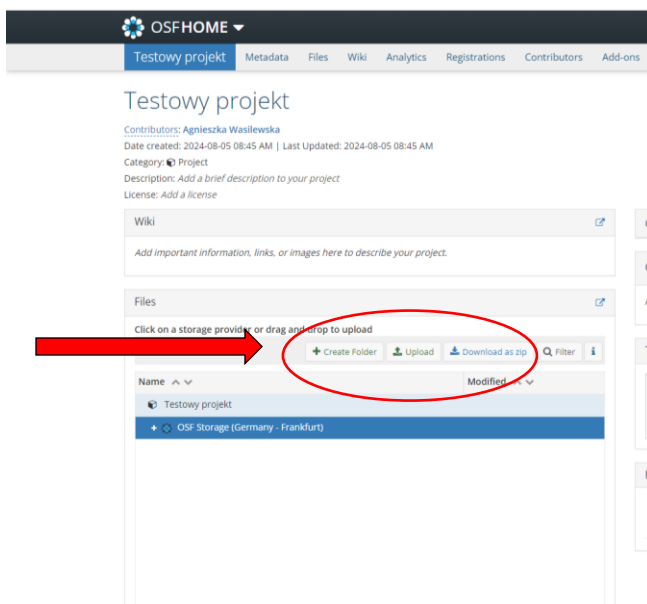 OSFHOME
Testowy projekt Metadata Files Wiki Analytics Registrations Contributors Add-ons
Testowy projekt
Contributors: Agnieszka Wasilewska
Date created: 2024-08-05 08:45 AM | Last Updated: 2024-08-05 08:45 AM
Category: Project
Description: Add a brief description to your project
License: Add a license
Wiki
Add important information, links, or images here to describe your project.
Files
Click on a storage provider or drag and drop to upload
Create Folder Upload Download as zip Filter i
Name Modified
Testowy projekt
OSF Storage (Germany - Frankfurt)